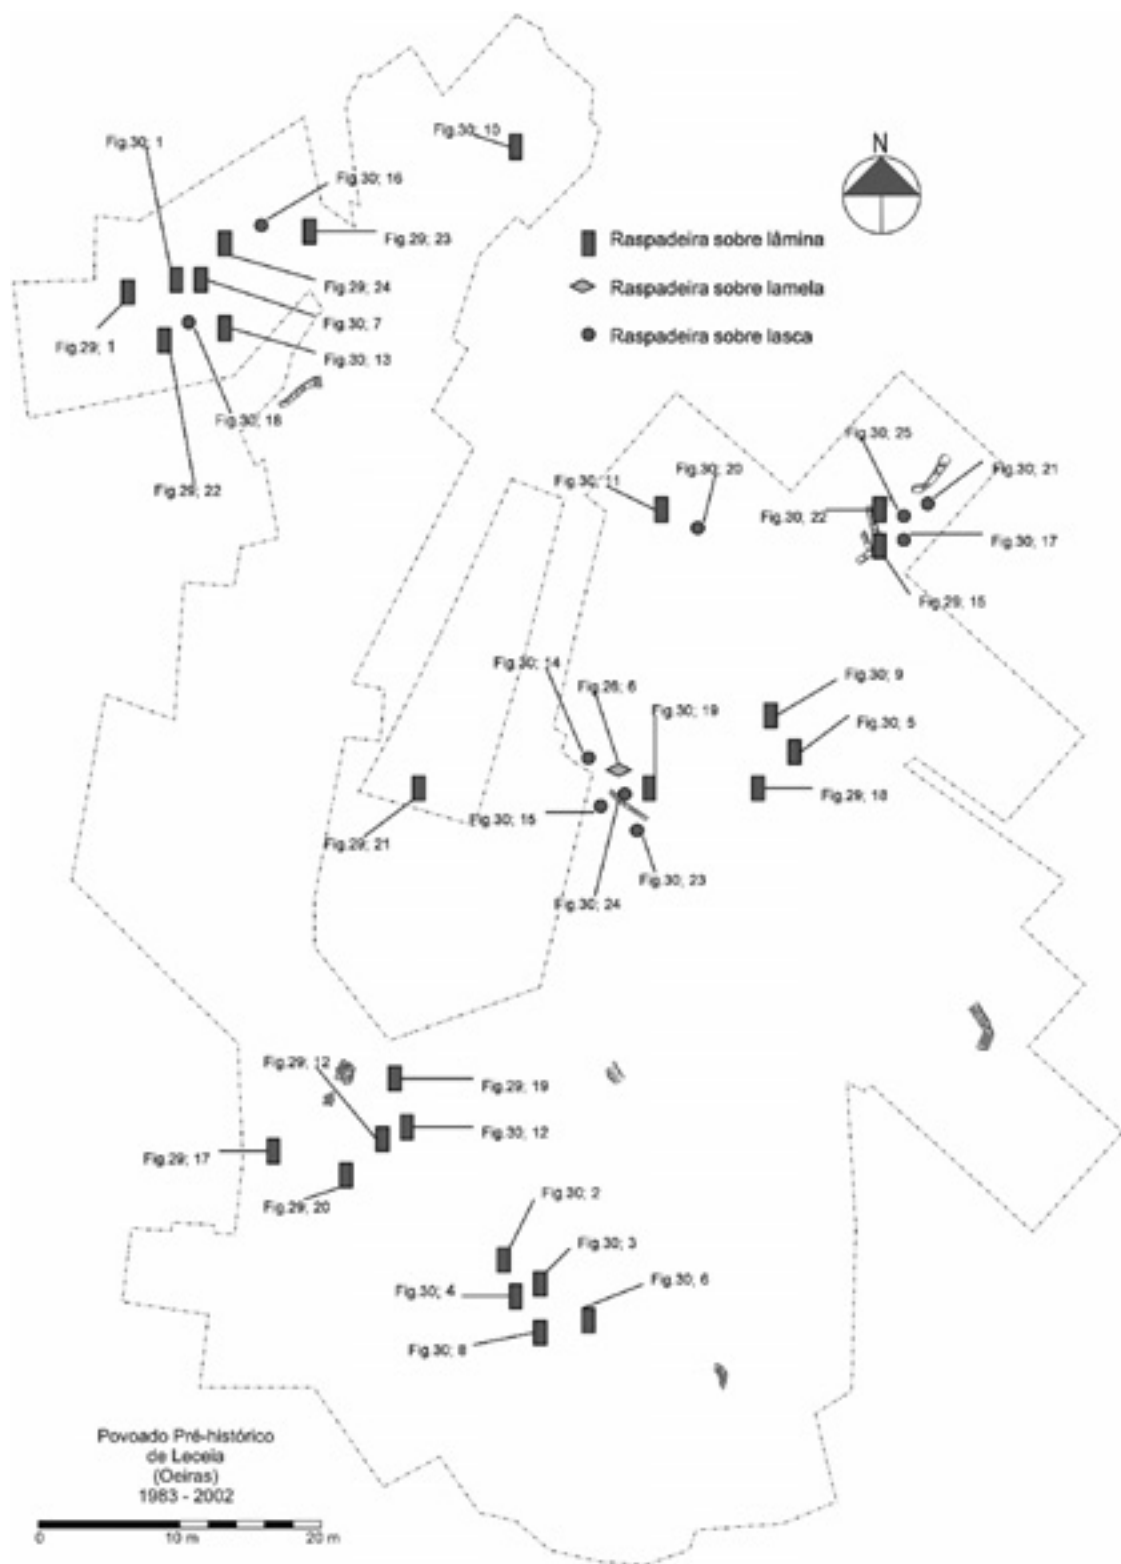 Fig.30; 10
Fig.30; 1
N
Fig.30; 16
Fig.29; 23
Raspadeira sobre lâmina
Fig.29; 24
Raspadeira sobre lamela
Fig.30; 7
Raspadeira sobre lasca
Fig.29; 1
Fig.30; 13
Fig.30; 18
Fig.29; 22
Fig.30; 25
Fig.30; 20
Fig.30; 21
Fig.30; 11
Fig.30; 22
Fig.30; 17
Fig.29; 15
Fig.30; 14
Fig.30; 9
Fig.26; 6
Fig.30; 19
Fig.30; 5
Fig.29; 18
Fig.30; 15
Fig.29; 21
Fig.30; 23
Fig.30; 24
Fig.29; 12
Fig.29; 19
Fig.30; 12
Fig.29; 17
Fig.29; 20
Fig.30; 2
Fig.30; 3
Fig.30; 6
Fig.30; 4
Fig.30; 8
Povoado Pré-histórico
de Leceia
(Oeiras)
1983 - 2002
0 10 m 20 m